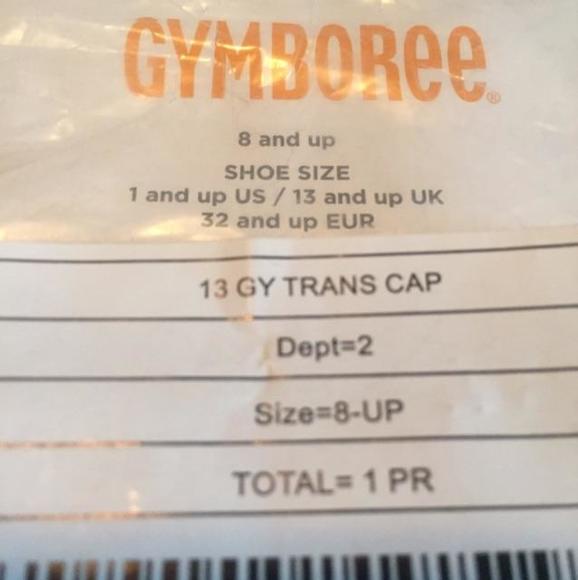 GYMBOREE®
8 and up
SHOE SIZE
1 and up US / 13 and up UK
32 and up EUR
13 GY TRANS CAP
Dept=2
Size=8-UP
TOTAL= 1 PR